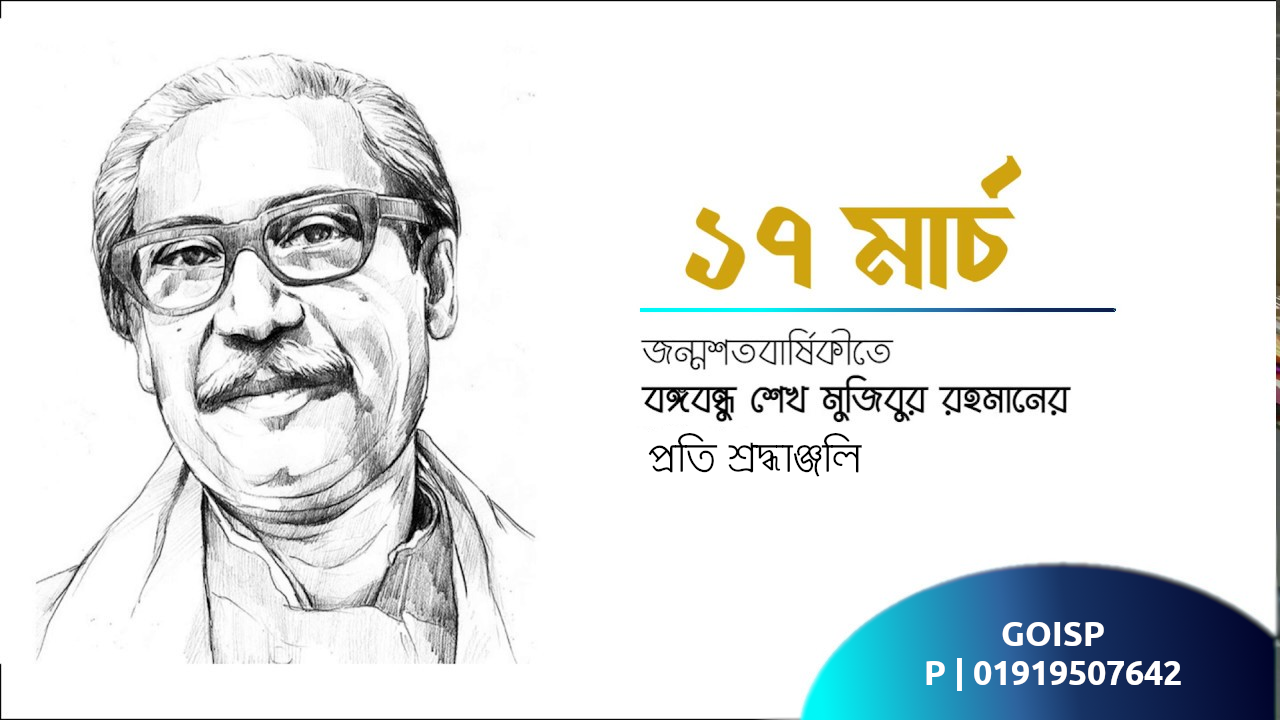 ১৭ মার্চ
জন্মশতবার্ষিকীতে
বঙ্গবন্ধু শেখ মুজিবুর রহমানের
প্রতি শ্রদ্ধাঞ্জলি
GOISP
P | 01919507642